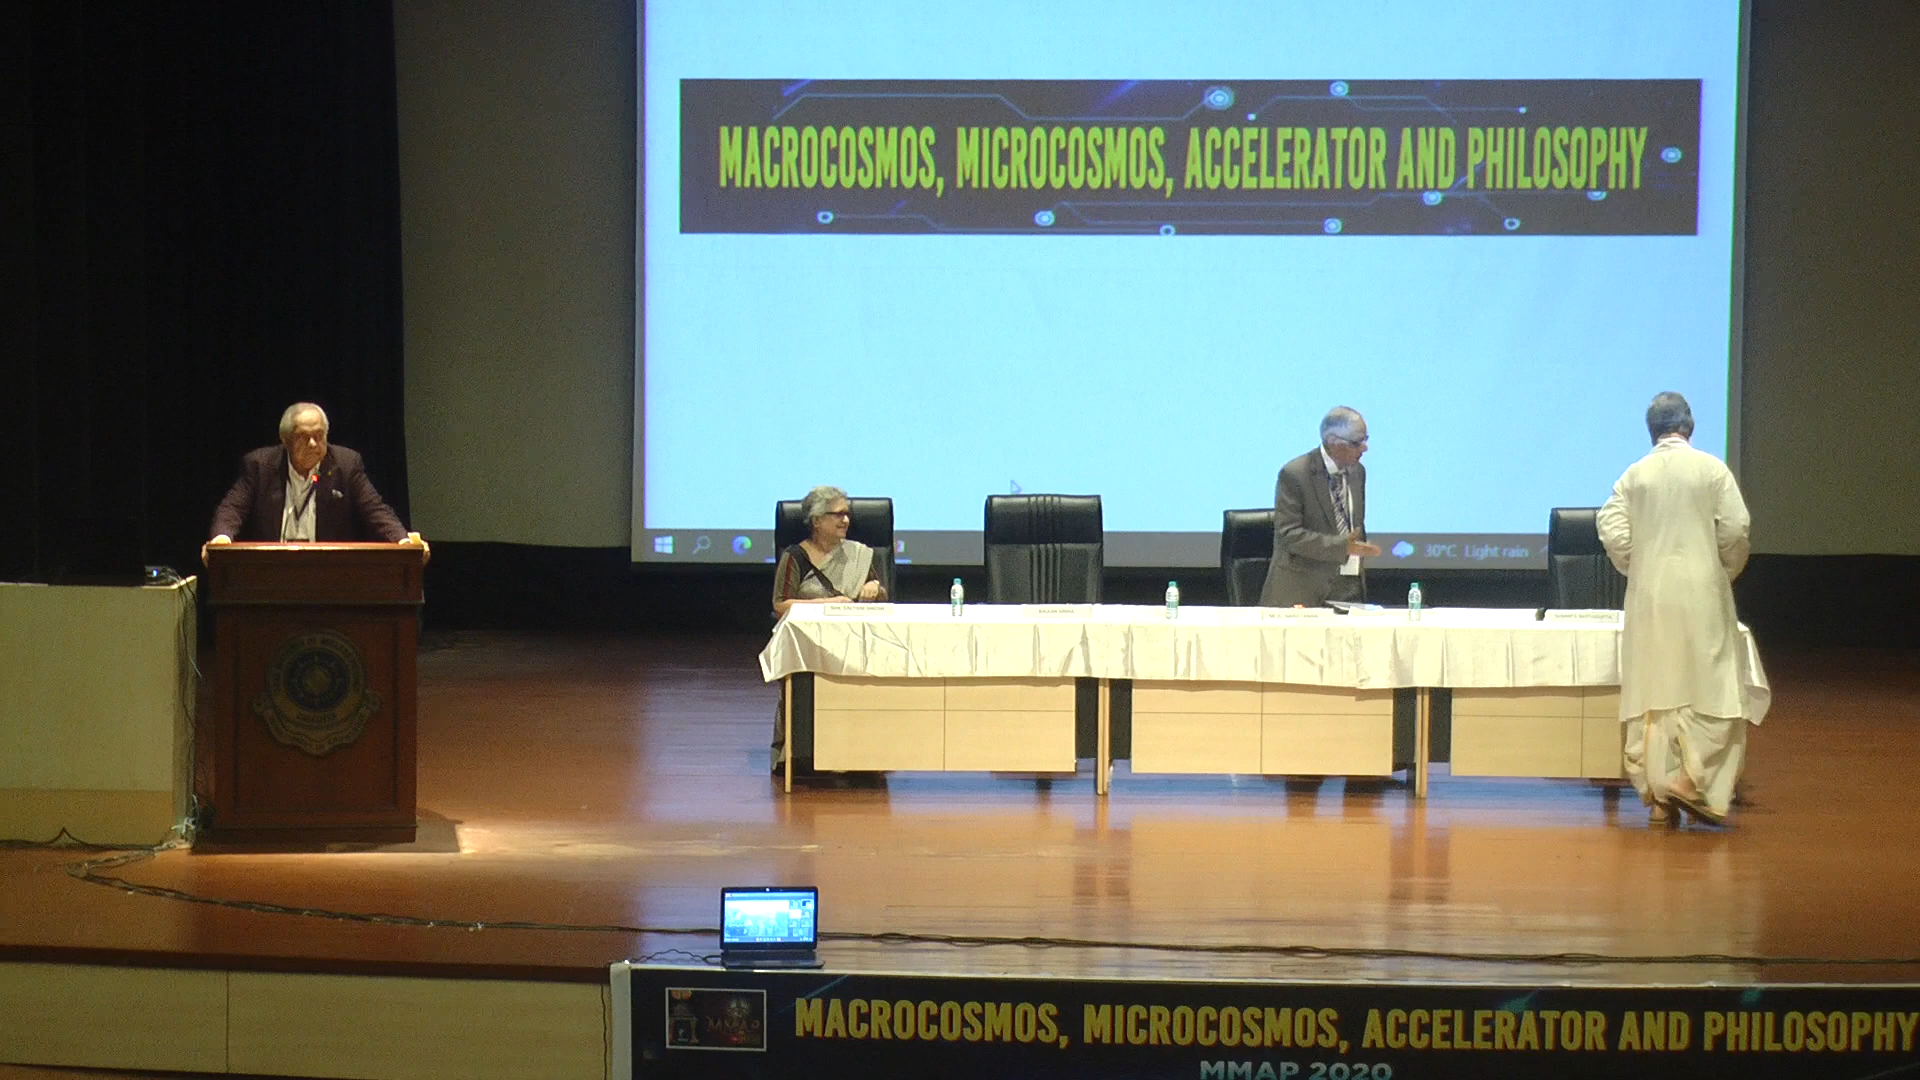 MACROCOSMOS, MICROCOSMOS, ACCELERATOR AND PHILOSOPHY
30°C Light rain
MACROCOSMOS, MICROCOSMOS, ACCELERATOR AND PHILOSOPHY
MMAP 2020